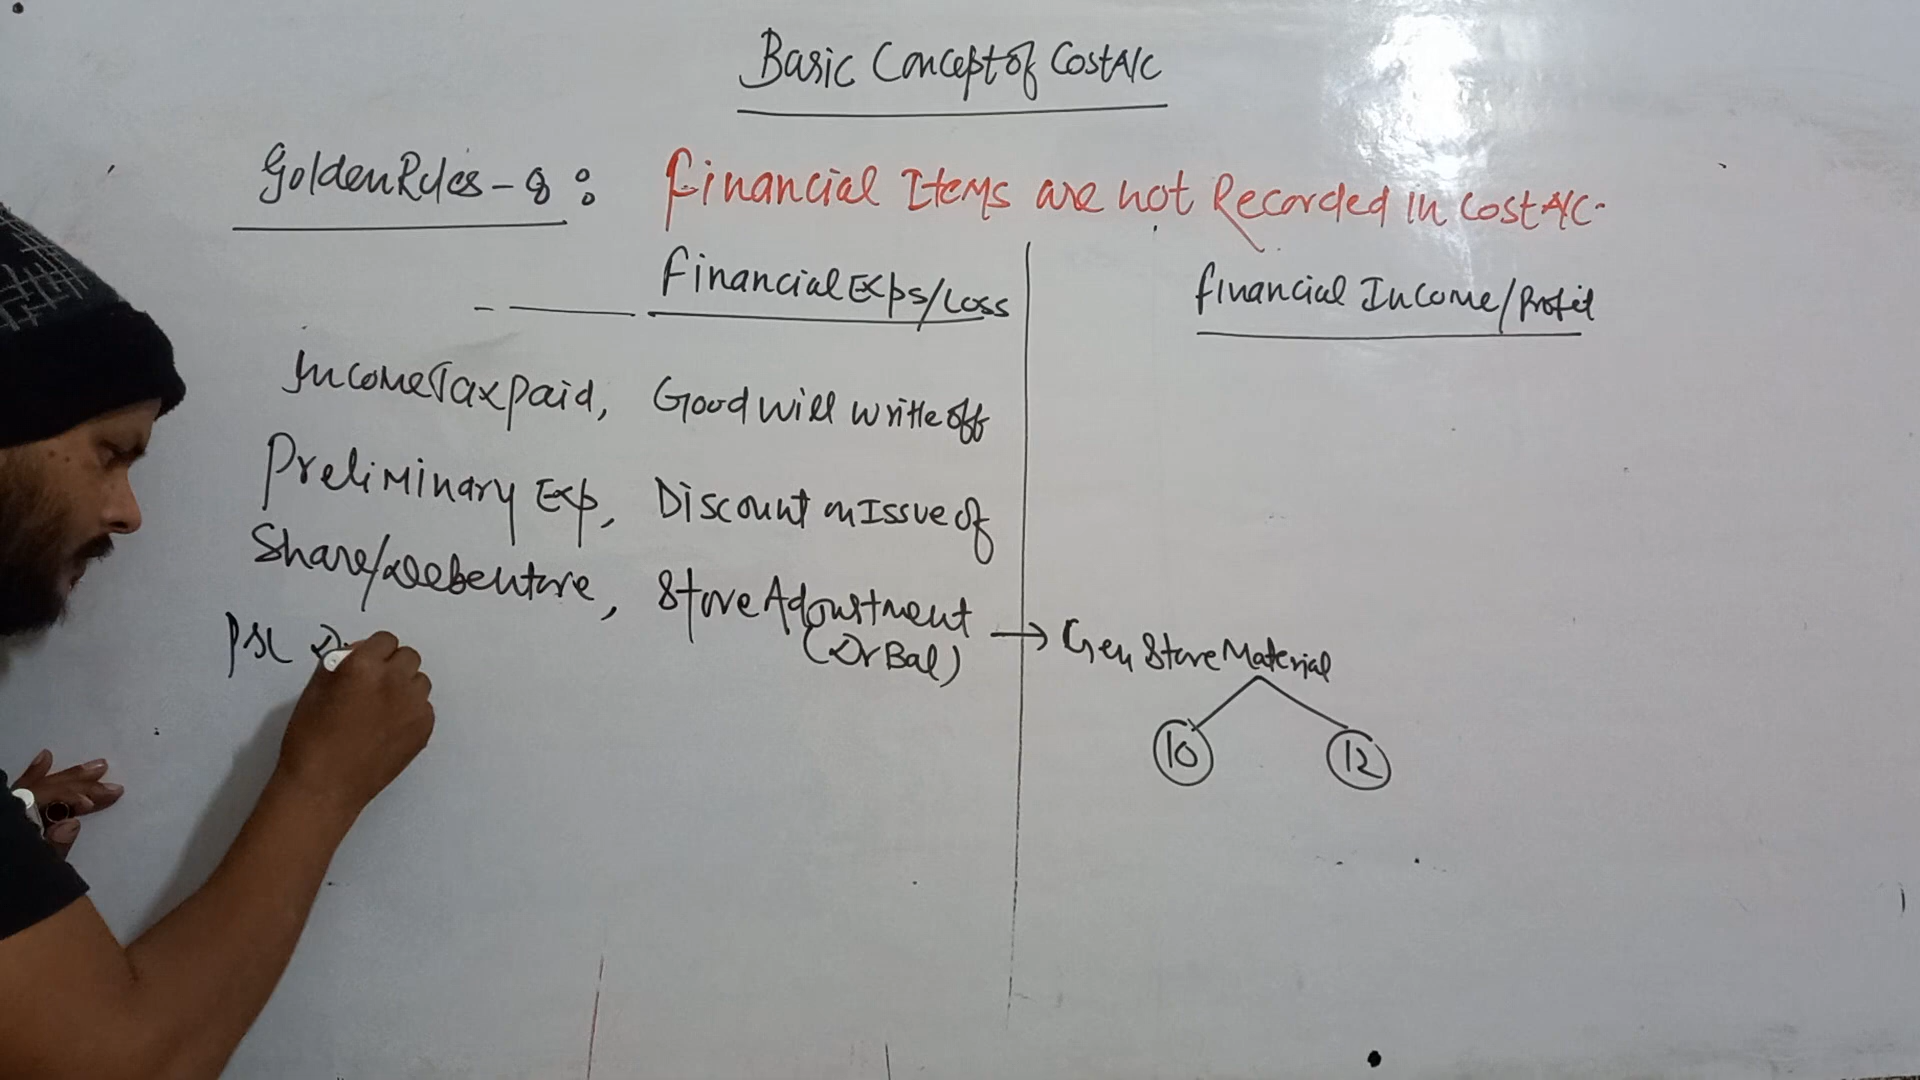 Basic Concept of Cost A/C
Golden Rules - 8 : Financial Items are not Recorded in Cost A/C.
Financial Exps/Loss
Income Tax paid, Good will write off
Preliminary Exp, Discount on Issue of
Share/Debenture, Store Adjustment
(Dr Bal)
Financial Income/Profit
→ Gen Store Material
10 12